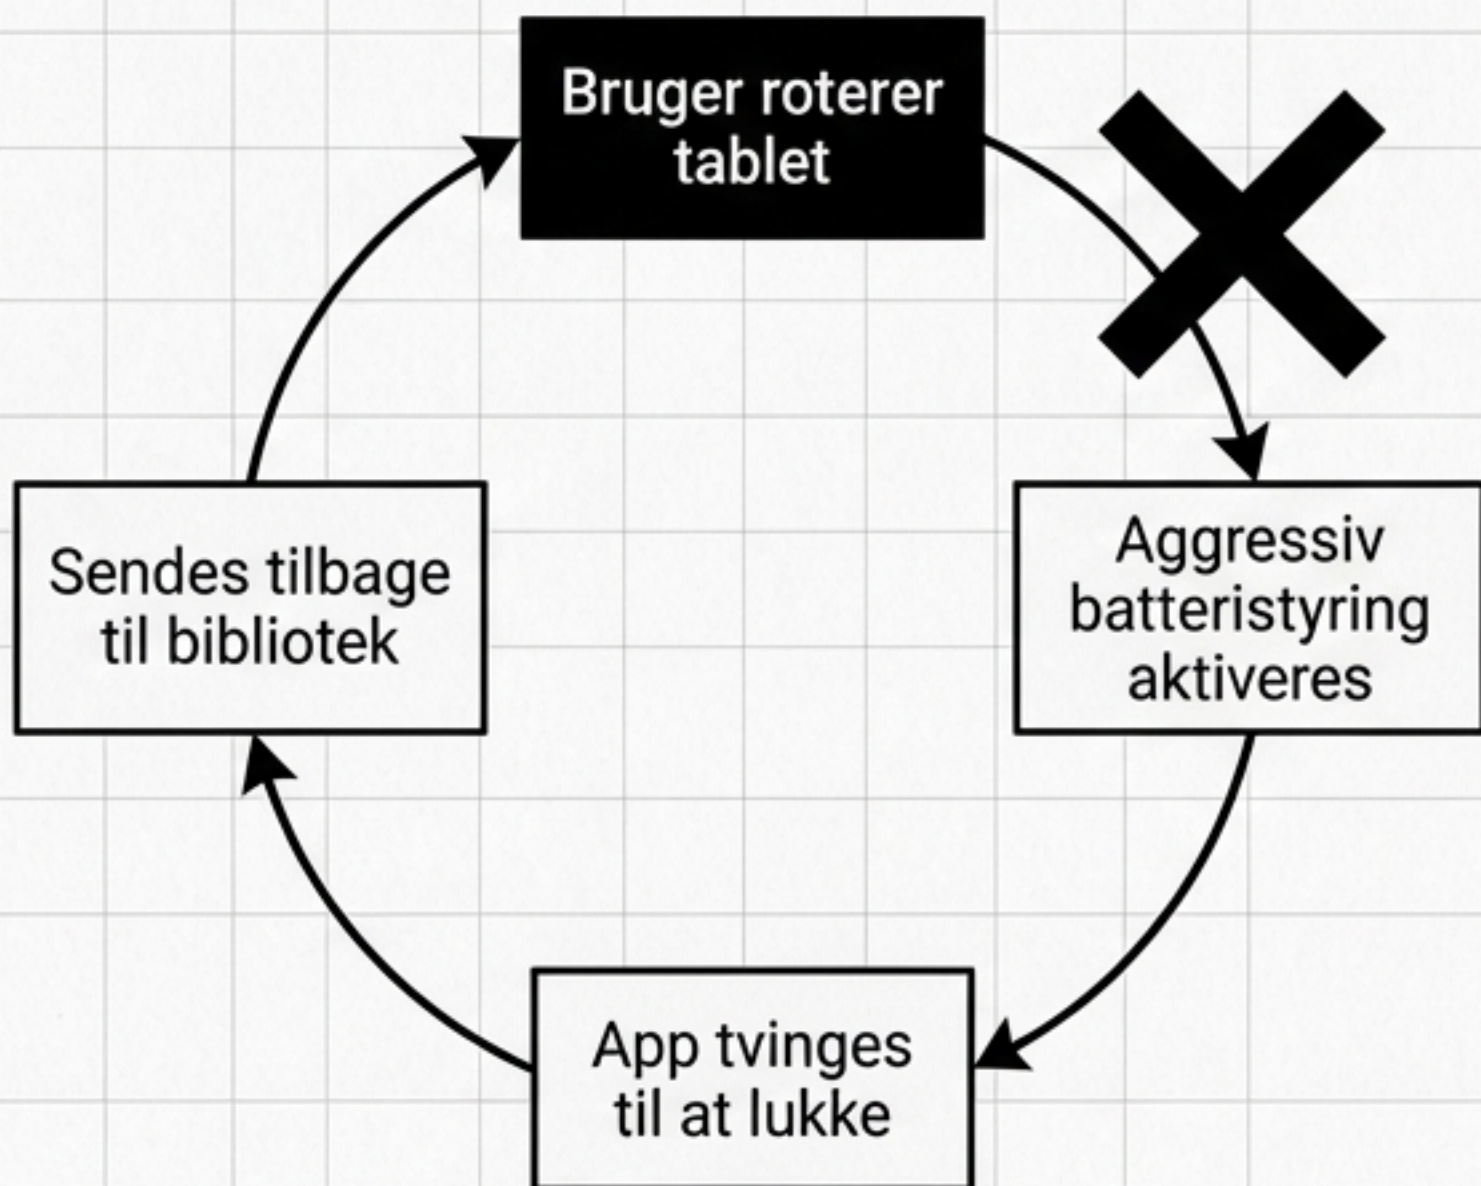 Bruger roterer
tablet
Aggressiv
batteristyring
aktiveres
App tvinges
til at lukke
Sendes tilbage
til bibliotek